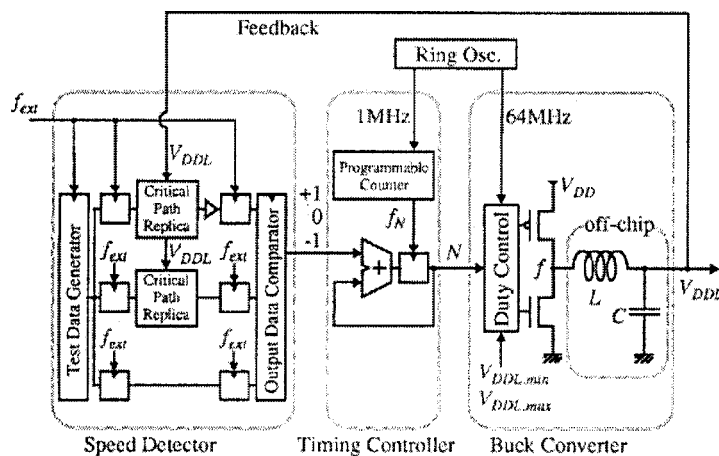 Feedback
Ring Osc.
f_ext
1MHz
64MHz
V_DDL
Programmable
Counter
V_DD
Critical
Path
Replica
+1
0
-1
f_N
off-chip
Test Data Generator
Output Data Comparator
V_DDL
f_ext
f_ext
Critical
Path
Replica
+
N
Duty Control
f
L
C
V_DDL
f_ext
f_ext
V_DDL.min
V_DDL.max
Speed Detector
Timing Controller
Buck Converter